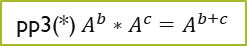 pp3(*) A^b * A^c = A^{b+c}